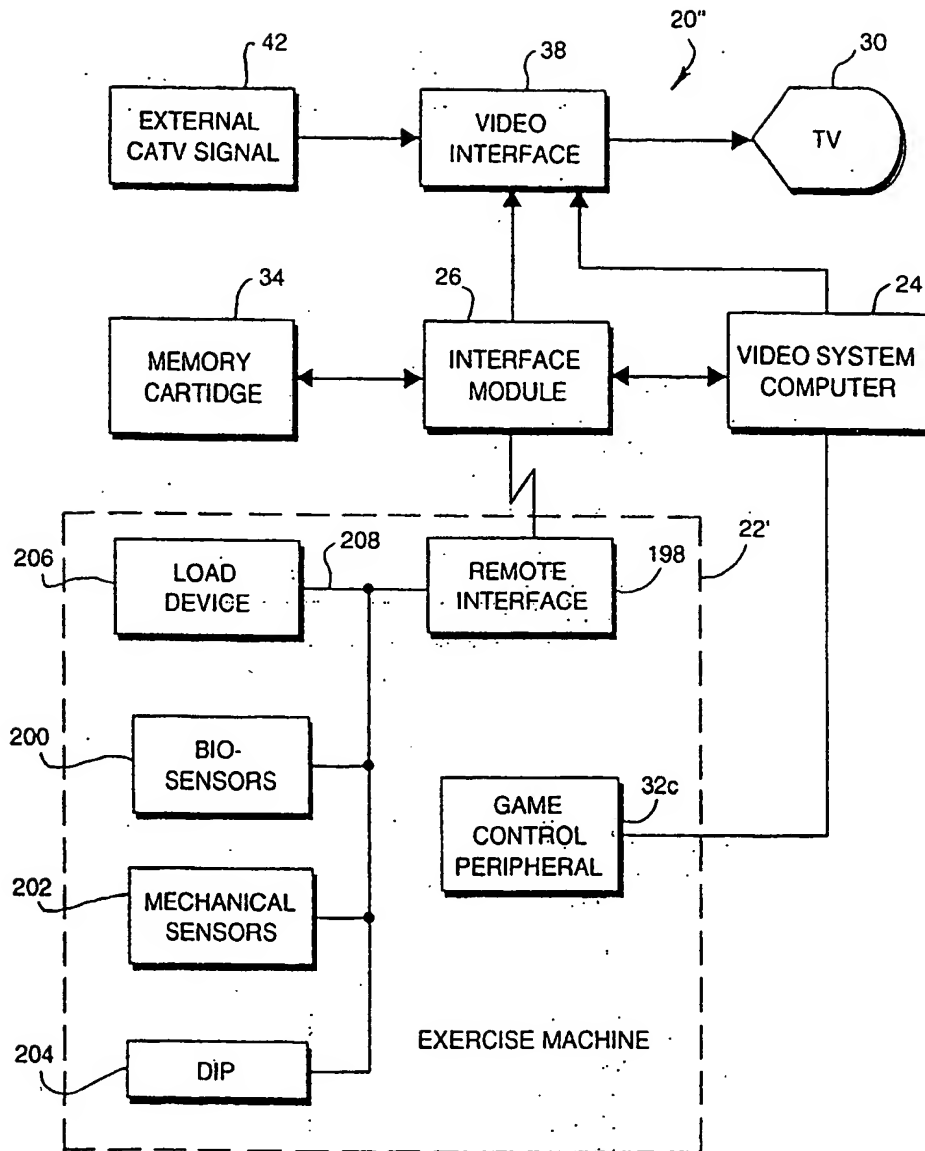 20"
42
38
30
EXTERNAL
CATV SIGNAL
VIDEO
INTERFACE
TV
34
26
24
MEMORY
CARTIDGE
INTERFACE
MODULE
VIDEO SYSTEM
COMPUTER
22'
206
208
198
LOAD
DEVICE
REMOTE
INTERFACE
200
BIO-
SENSORS
32c
GAME
CONTROL
PERIPHERAL
202
MECHANICAL
SENSORS
204
DIP
EXERCISE MACHINE